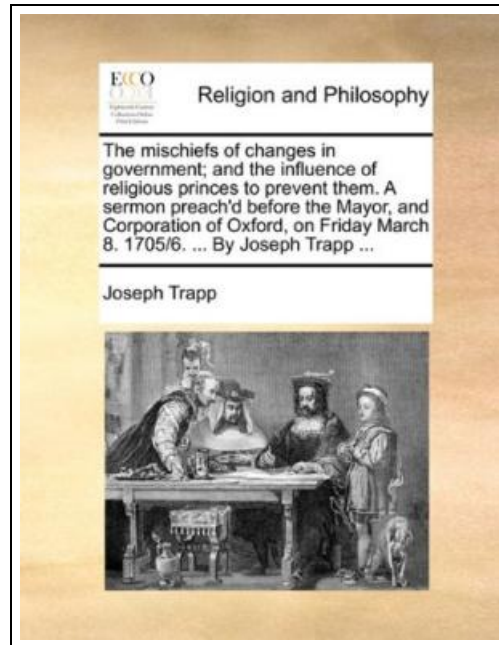 ECCO
Religion and Philosophy
The mischiefs of changes in
government; and the influence of
religious princes to prevent them. A
sermon preach'd before the Mayor, and
Corporation of Oxford, on Friday March
8. 1705/6. ... By Joseph Trapp ...
Joseph Trapp